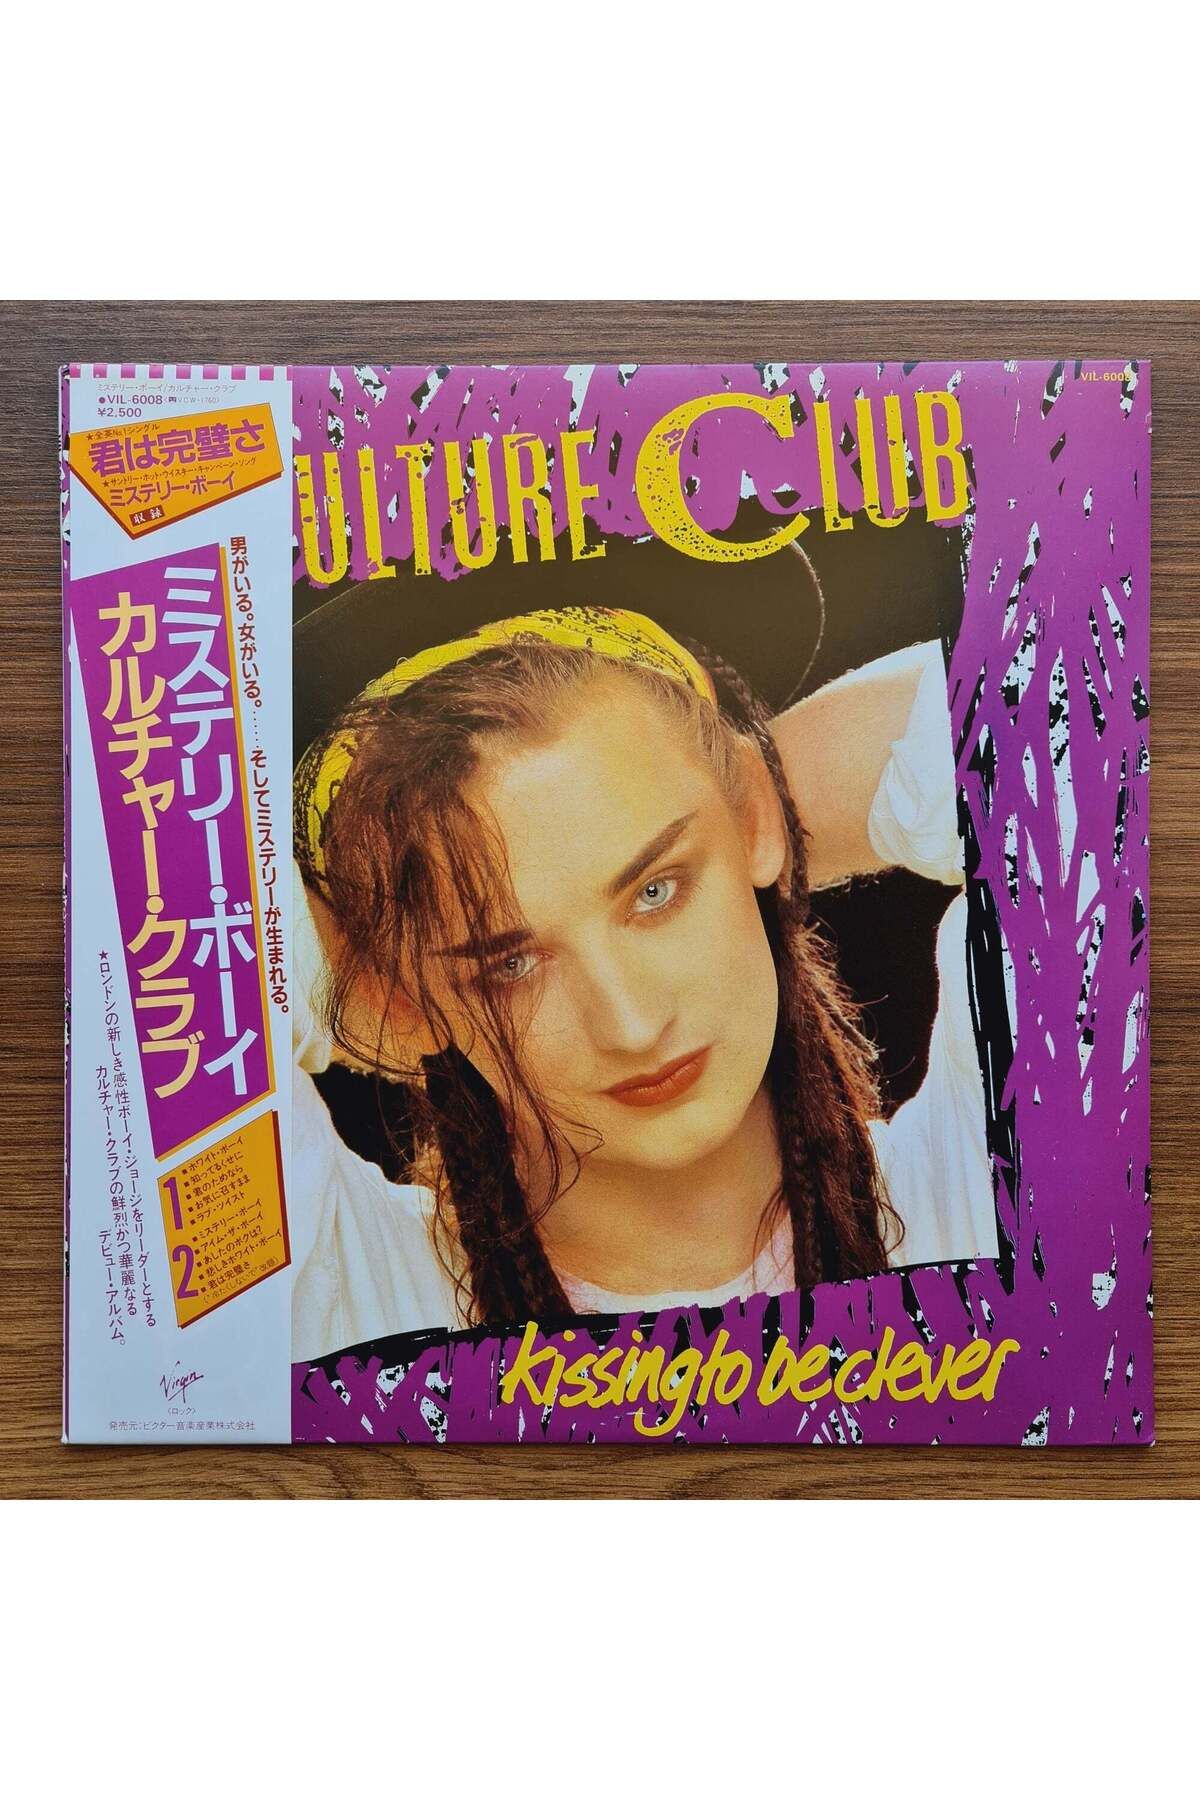 ミステリー・ボーイ/カルチャー・クラブ
●VIL-6008 (VCW-1760)
¥2,500
★全英No.1シングル
君は完璧さ
★サントリー・ホット・ウイスキー・キャンペーン・ソング
ミステリー・ボーイ
収録
男がいる。女がいる。……そしてミステリーが生まれる。
ミステリー・ボーイ
カルチャー・クラブ
★ロンドンの新しき感性ボーイ・ジョージをリーダーとする
カルチャー・クラブの鮮烈かつ華麗なる
デビュー・アルバム。
1
■ホワイト・ボーイ
■知ってるくせに
■君のためなら
■お気に召すまま
■ラブ・ツイスト
2
■ミステリー・ボーイ
■アイム・ザ・ボーイ
■あしたのボクは?
■悲しきホワイト・ボーイ
■君は完璧さ
Virgin
〈ロック〉
発売元:ビクター音楽産業株式会社
VIL-6008
ULTURE CLUB
kissing to be clever